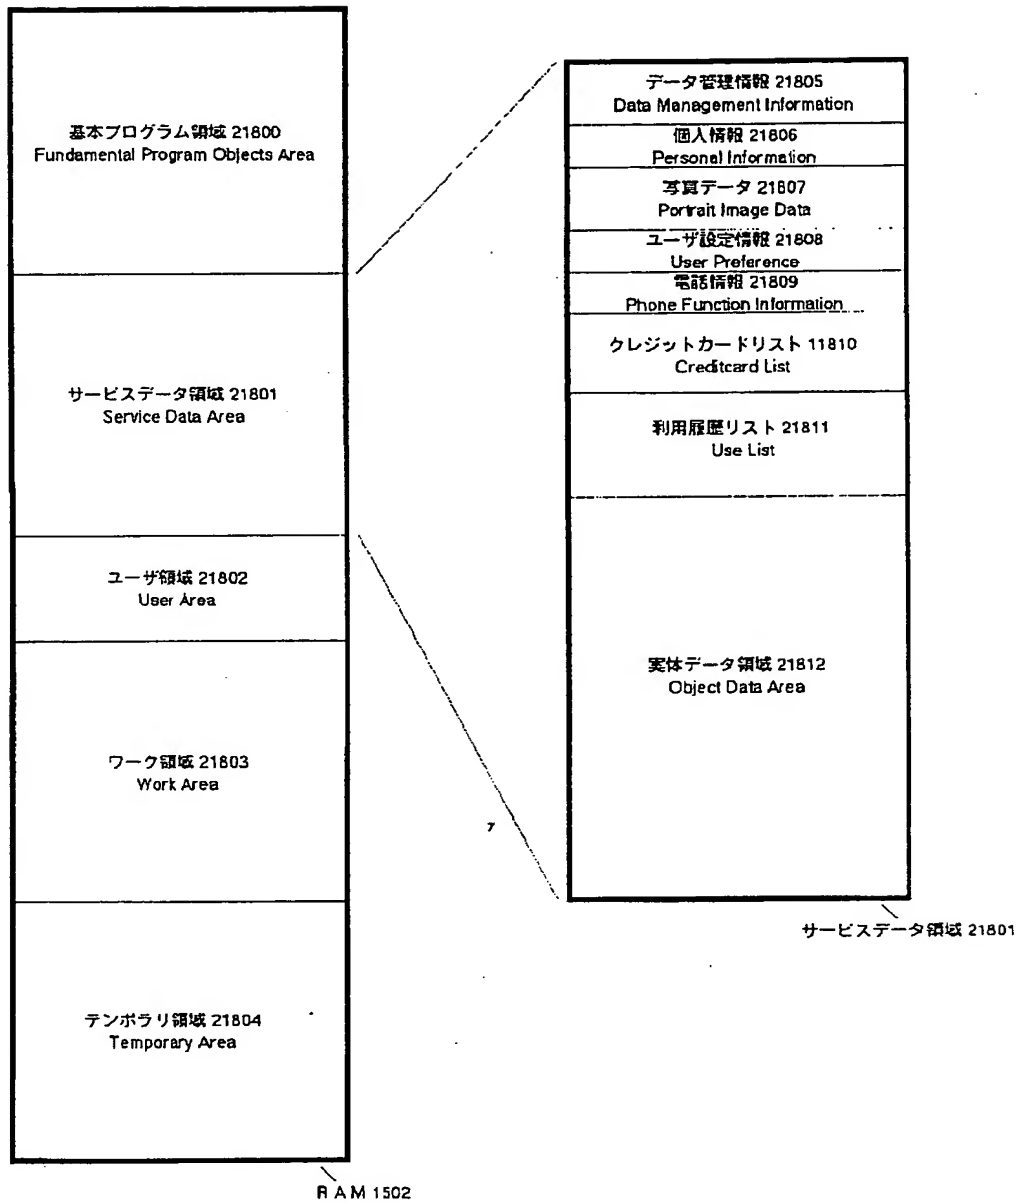 基本プログラム領域 21800
Fundamental Program Objects Area
サービスデータ領域 21801
Service Data Area
ユーザ領域 21802
User Area
ワーク領域 21803
Work Area
テンポラリ領域 21804
Temporary Area
RAM 1502
データ管理情報 21805
Data Management Information
個人情報 21806
Personal Information
写真データ 21807
Portrait Image Data
ユーザ設定情報 21808
User Preference
電話情報 21809
Phone Function Information
クレジットカードリスト 11810
Creditcard List
利用履歴リスト 21811
Use List
実体データ領域 21812
Object Data Area
サービスデータ領域 21801